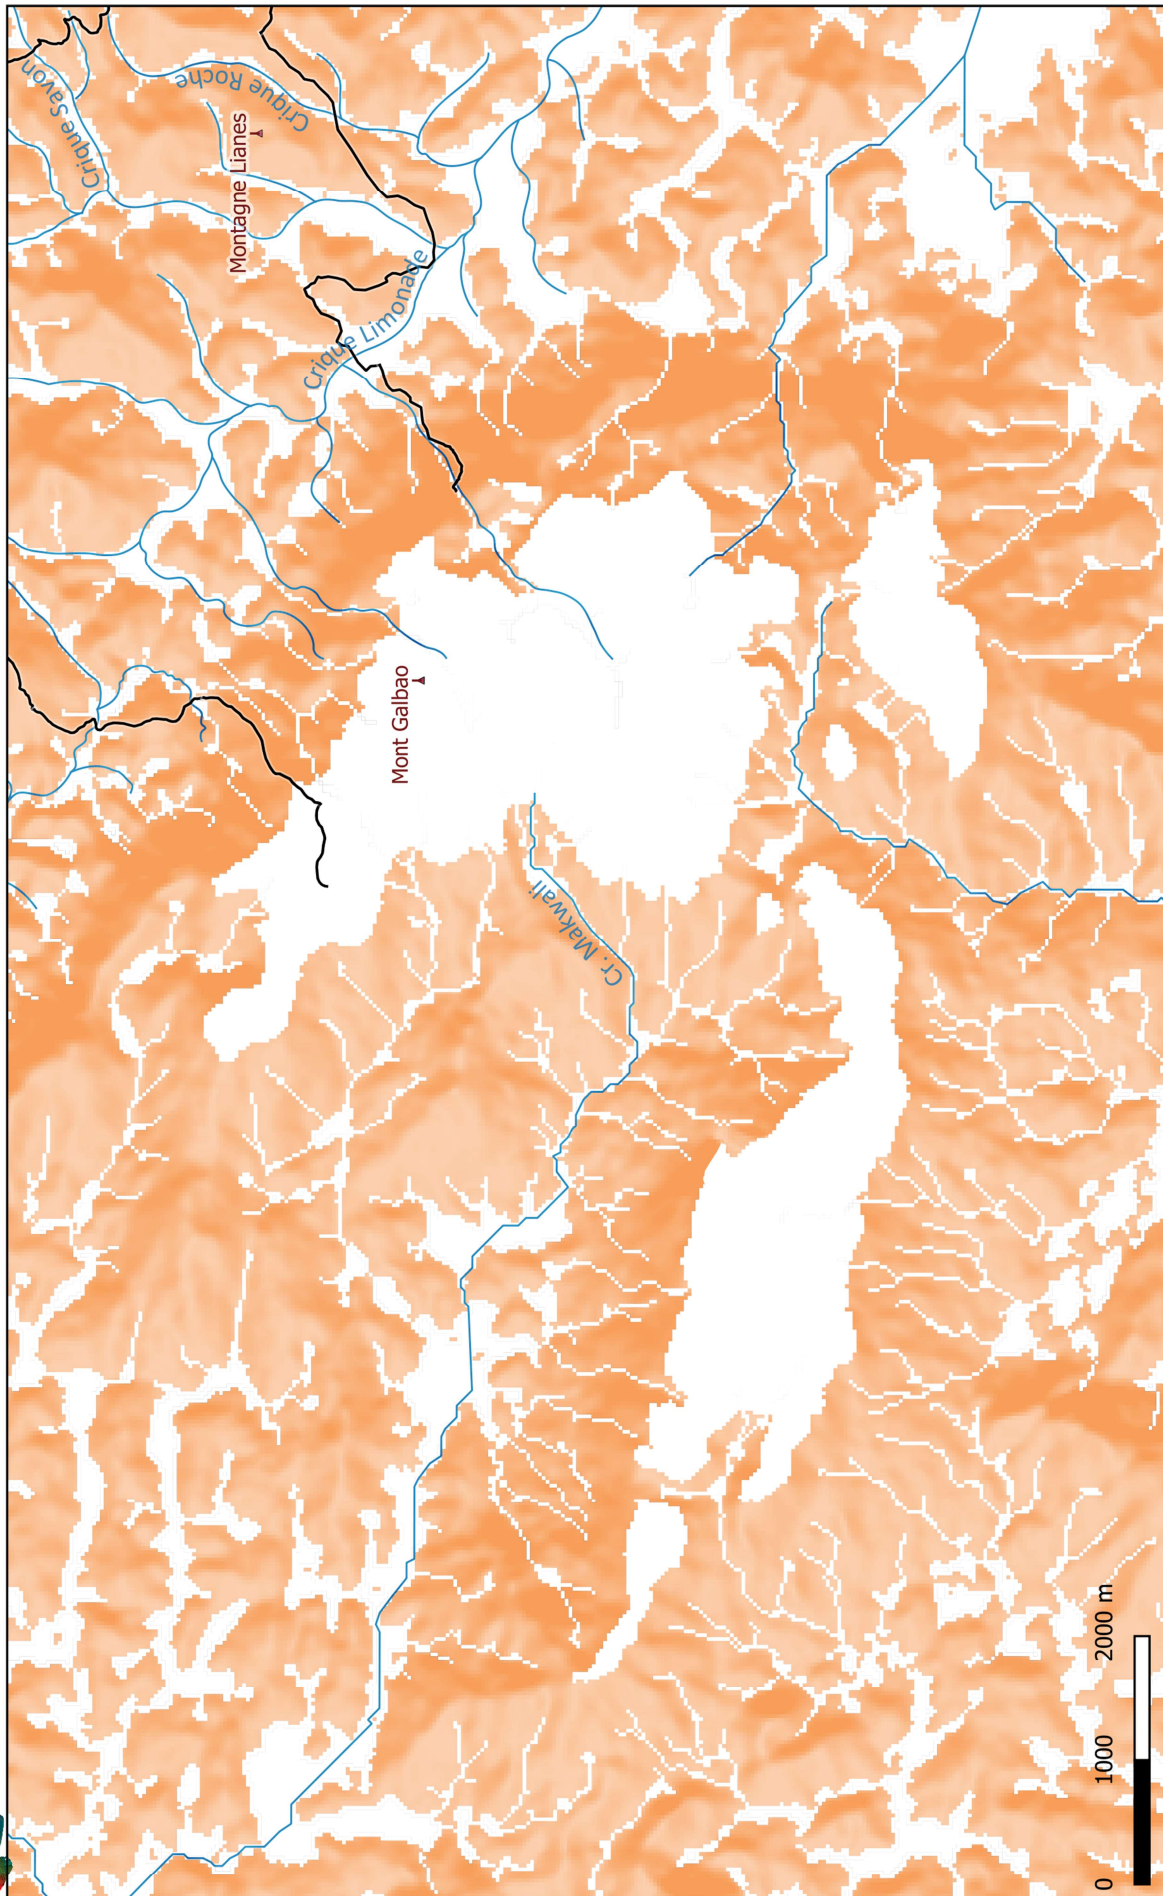 Crique Savon
Crique Roche
Montagne Lianes
Crique Limonade
Mont Galbao
Cr. Makwali
0 1000 2000 m